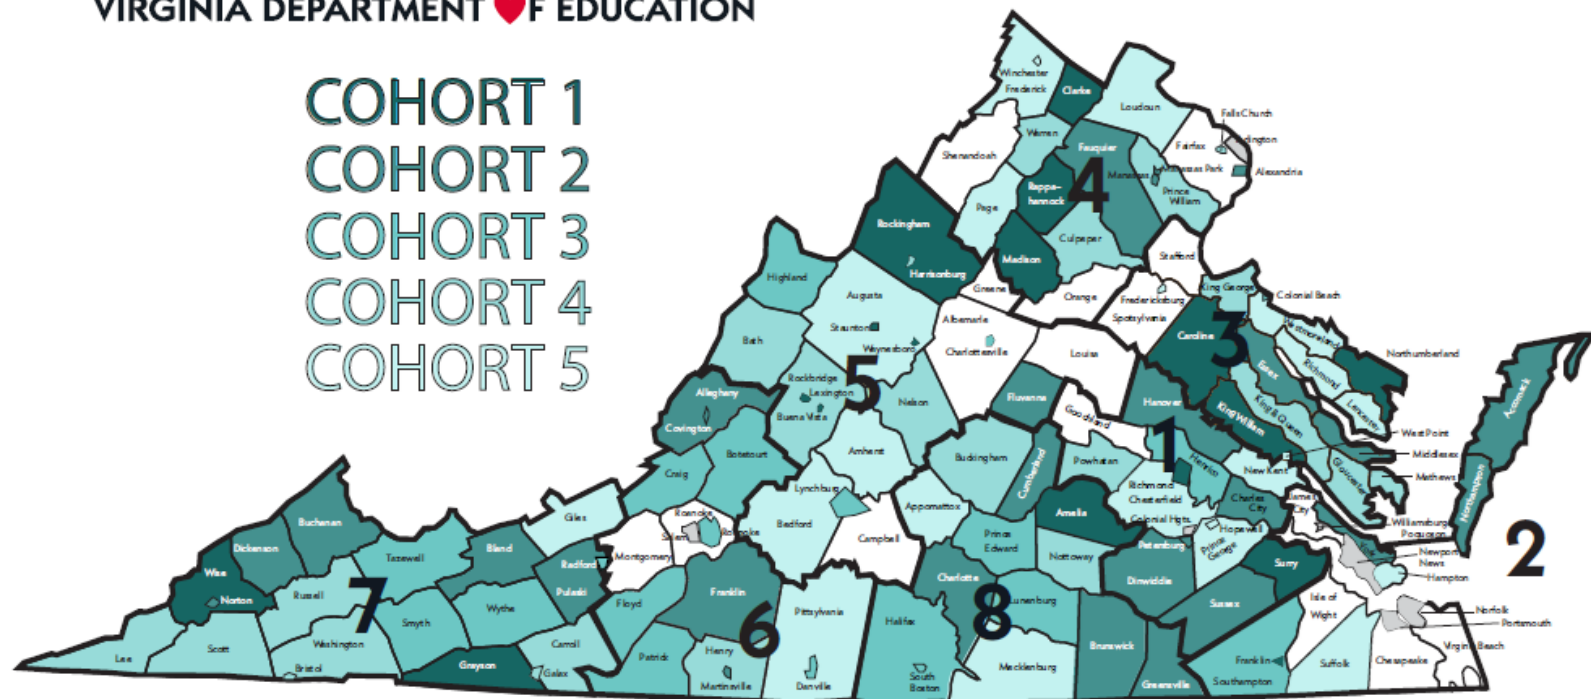 VIRGINIA DEPARTMENT F EDUCATION
COHORT 1
COHORT 2
COHORT 3
COHORT 4
COHORT 5
Winchester
Frederick
Clarke
Loudoun
Falls Church
Warren
Shenandoah
Fauquier
Fairfax
Manassas Park
Alexandria
Page
Rappa-
hannock
4
Prince
William
Rockingham
Culpeper
Madison
Harrisonburg
Stafford
Highland
Greene
Augusta
Orange
King George
Colonial Beach
Fredericksburg
Spotsylvania
Albemarle
Staunton
Bath
Waynesboro
Charlottesville
Louisa
Caroline
3
Westmoreland
Northumberland
Essex
Richmond
Rockbridge
Lexington
5
Alleghany
Buena Vista
Nelson
Fluvanna
Hanover
Goochland
King William
King & Queen
Lancaster
Accomack
Covington
West Point
Botetourt
Amherst
Buckingham
Cumberland
Powhatan
1
Henrico
New Kent
Middlesex
Craig
Gloucester
Mathews
Lynchburg
Richmond
Chesterfield
Giles
Bedford
Appomattox
Amelia
Charles
City
James
City
Northampton
Roanoke
Salem
Roanoke
Campbell
Colonial Hgts.
Hopewell
Williamsburg
Poquoson
Buchanan
Prince
Edward
Petersburg
Prince
George
York
2
Dickenson
Tazewell
Bland
Montgomery
Nottoway
Newport
News
Radford
Surry
Hampton
Wise
Charlotte
Dinwiddie
Norton
Russell
7
Pulaski
Floyd
Franklin
Pittsylvania
8
Lunenburg
Sussex
Isle of
Wight
Norfolk
Portsmouth
Wythe
Smyth
Halifax
6
Washington
Carroll
Patrick
Henry
Brunswick
Lee
Scott
Grayson
Mecklenburg
Franklin
Suffolk
Chesapeake
Virginia Beach
Bristol
Galax
Martinsville
Danville
South
Boston
Greensville
Southampton